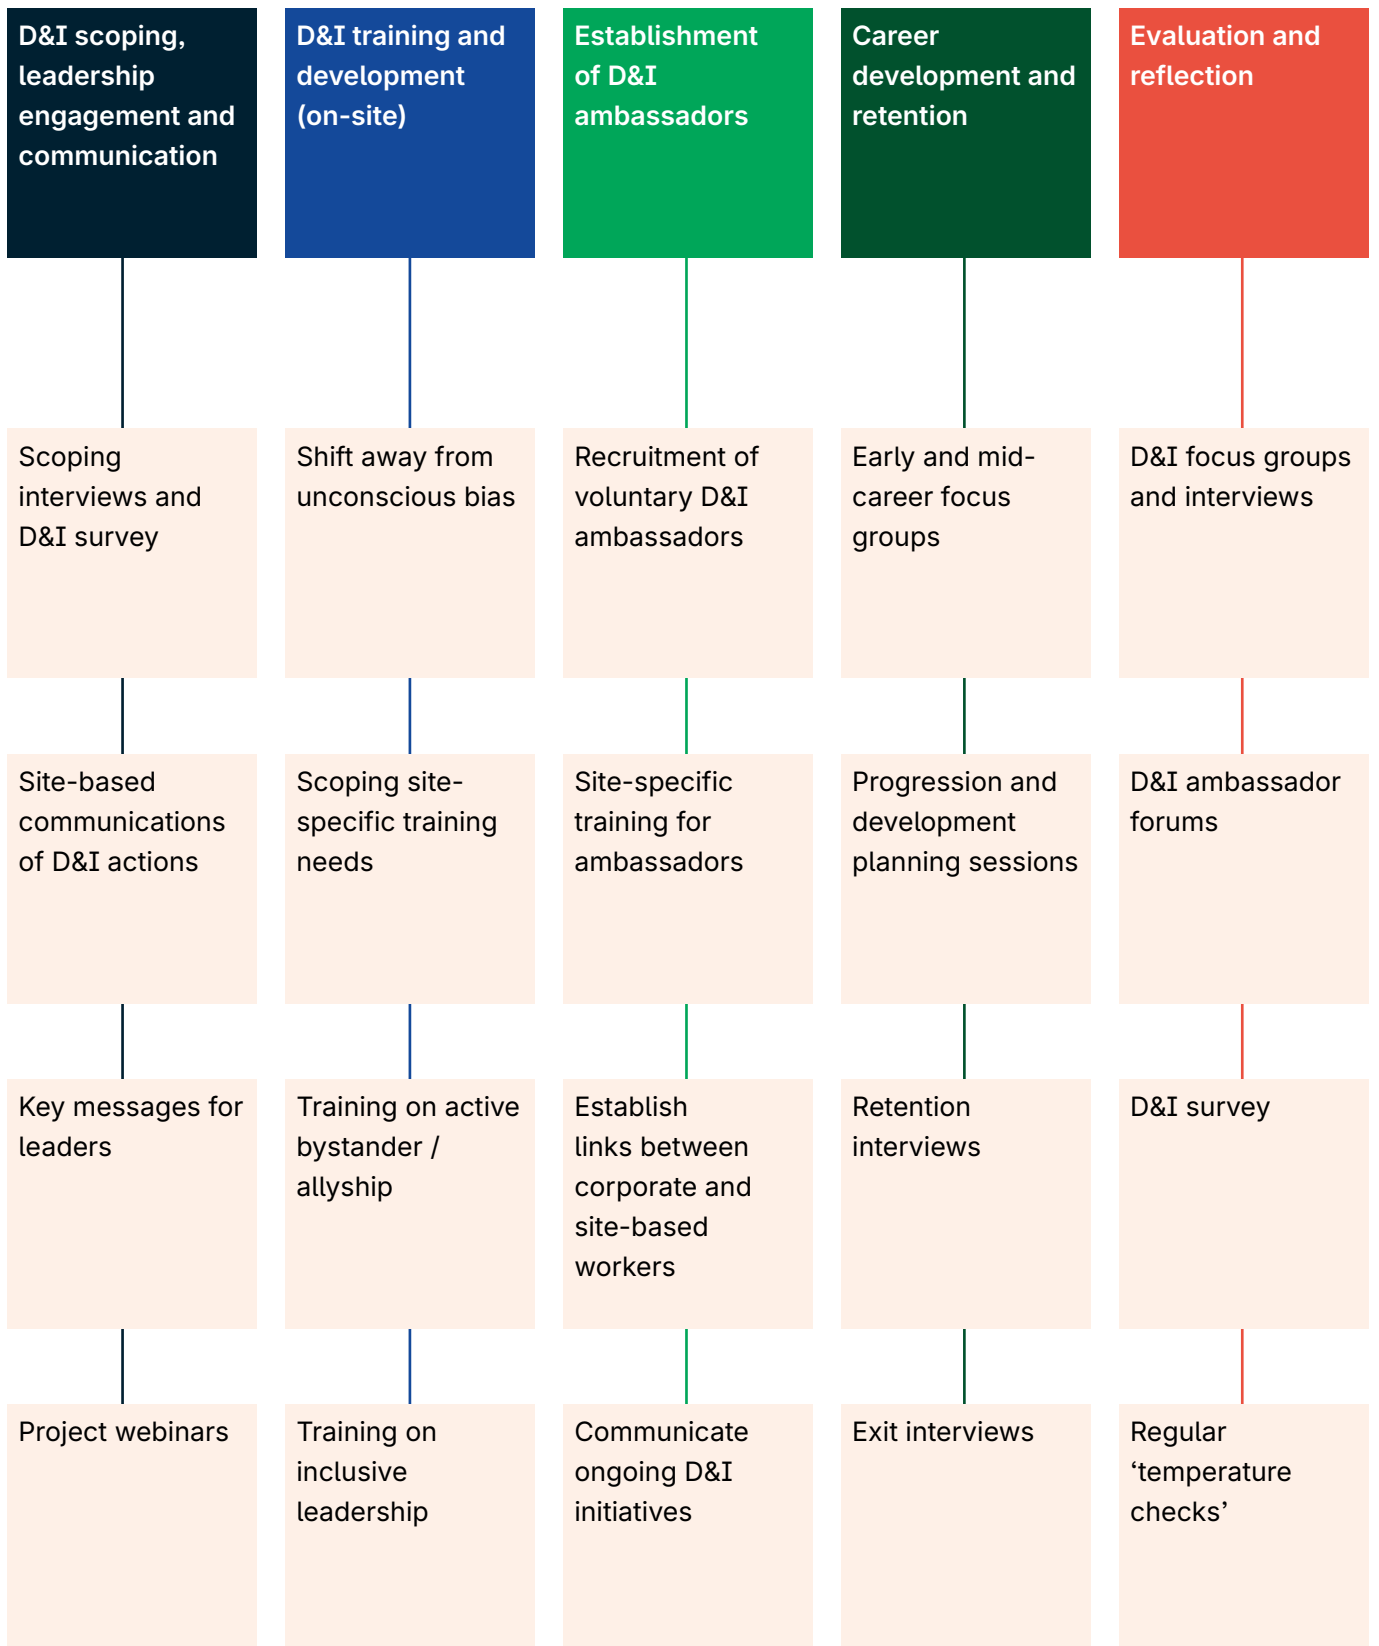 D&I scoping,
leadership
engagement and
communication
D&I training and
development
(on-site)
Establishment
of D&I
ambassadors
Career
development and
retention
Evaluation and
reflection
Scoping
interviews and
D&I survey
Shift away from
unconscious bias
Recruitment of
voluntary D&I
ambassadors
Early and mid-
career focus
groups
D&I focus groups
and interviews
Site-based
communications
of D&I actions
Scoping site-
specific training
needs
Site-specific
training for
ambassadors
Progression and
development
planning sessions
D&I ambassador
forums
Key messages for
leaders
Training on active
bystander /
allyship
Establish
links between
corporate and
site-based
workers
Retention
interviews
D&I survey
Project webinars
Training on
inclusive
leadership
Communicate
ongoing D&I
initiatives
Exit interviews
Regular
‘temperature
checks’